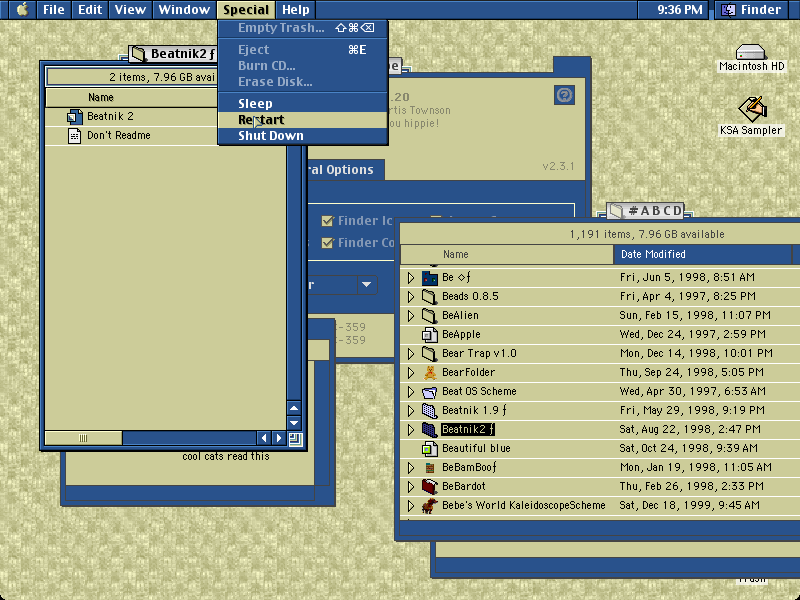 File Edit View Window Special Help 9:36 PM Finder
Empty Trash... ⇧⌘⌫
Eject ⌘E
Burn CD...
Erase Disk...
Sleep
Restart
Shut Down
Beatnik2 ƒ
2 items, 7.96 GB avai
Name
Beatnik 2
Don't Readme
.20
rtis Townson
ou hippie!
v2.3.1
ral Options
Finder Ic
Finder Co
-359
-359
cool cats read this
Macintosh HD
KSA Sampler
#ABCD
1,191 items, 7.96 GB available
Name Date Modified
Be ◇ƒ Fri, Jun 5, 1998, 8:51 AM
Beads 0.8.5 Fri, Apr 4, 1997, 8:25 PM
BeAlien Sun, Feb 15, 1998, 11:07 PM
BeApple Wed, Dec 24, 1997, 2:59 PM
Bear Trap v1.0 Mon, Dec 14, 1998, 10:01 PM
BearFolder Thu, Sep 24, 1998, 5:05 PM
Beat OS Scheme Wed, Apr 30, 1997, 6:53 AM
Beatnik 1.9 ƒ Fri, May 29, 1998, 9:19 PM
Beatnik2 ƒ Sat, Aug 22, 1998, 2:47 PM
Beautiful blue Sat, Oct 24, 1998, 9:39 AM
BeBamBooƒ Mon, Jan 19, 1998, 11:05 AM
BeBardot Thu, Feb 26, 1998, 2:33 PM
Bebe's World KaleidoscopeScheme Sat, Dec 18, 1999, 9:45 AM
Trash